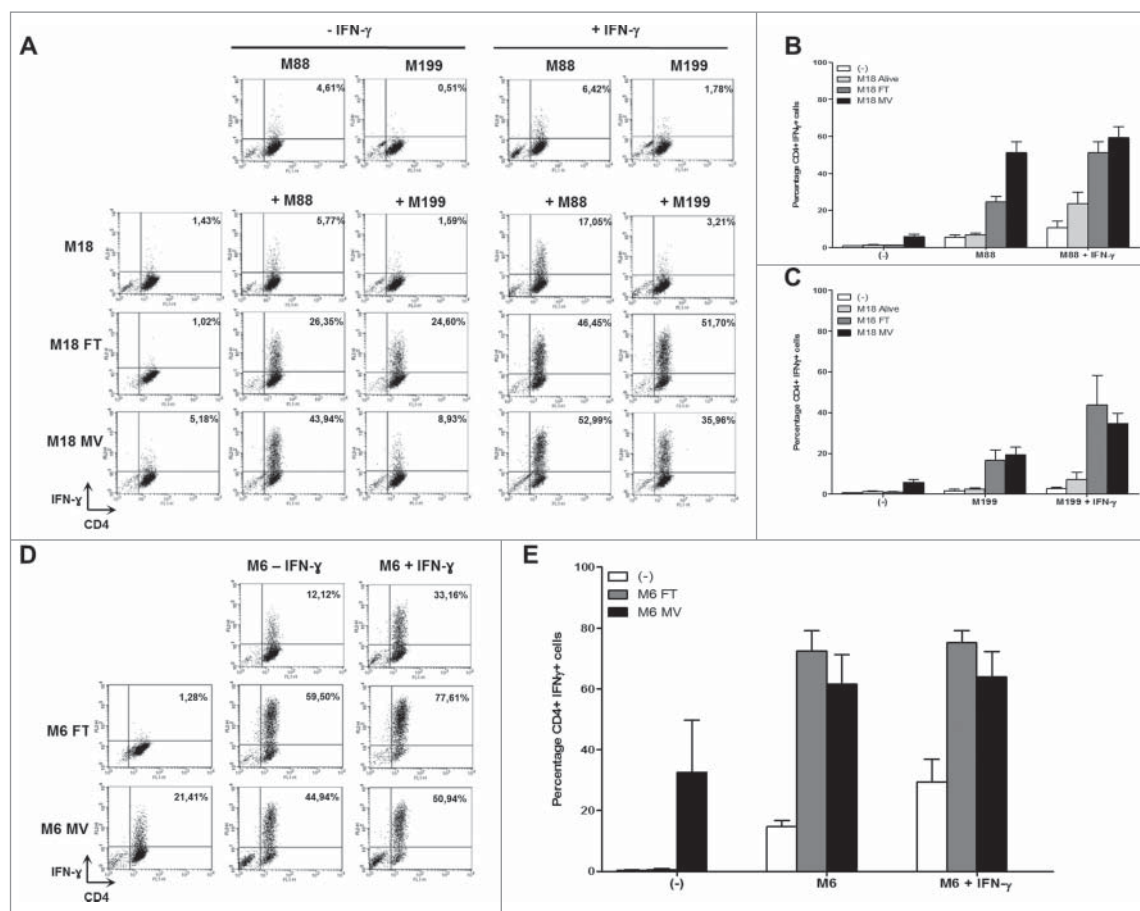 A
- IFN-γ
+ IFN-γ
M88
M199
M88
M199
4,61%
0,51%
6,42%
1,78%
+ M88
+ M199
+ M88
+ M199
M18
1,43%
5,77%
1,59%
17,05%
3,21%
M18 FT
1,02%
26,35%
24,60%
46,45%
51,70%
M18 MV
5,18%
43,94%
8,93%
52,99%
35,96%
IFN-ɣ
CD4
B
Percentage CD4+ IFNγ+ cells
100
80
60
40
20
0
(-)
M18 Alive
M18 FT
M18 MV
(-)
M88
M88 + IFN-γ
C
Percentage CD4+ IFNγ+ cells
100
80
60
40
20
0
(-)
M18 Alive
M18 FT
M18 MV
(-)
M199
M199 + IFN-γ
D
M6 – IFN-ɣ
M6 + IFN-ɣ
12,12%
33,16%
M6 FT
1,28%
59,50%
77,61%
M6 MV
21,41%
44,94%
50,94%
IFN-ɣ
CD4
E
Percentage CD4+ IFNγ+ cells
100
80
60
40
20
0
(-)
M6 FT
M6 MV
(-)
M6
M6 + IFN-γ